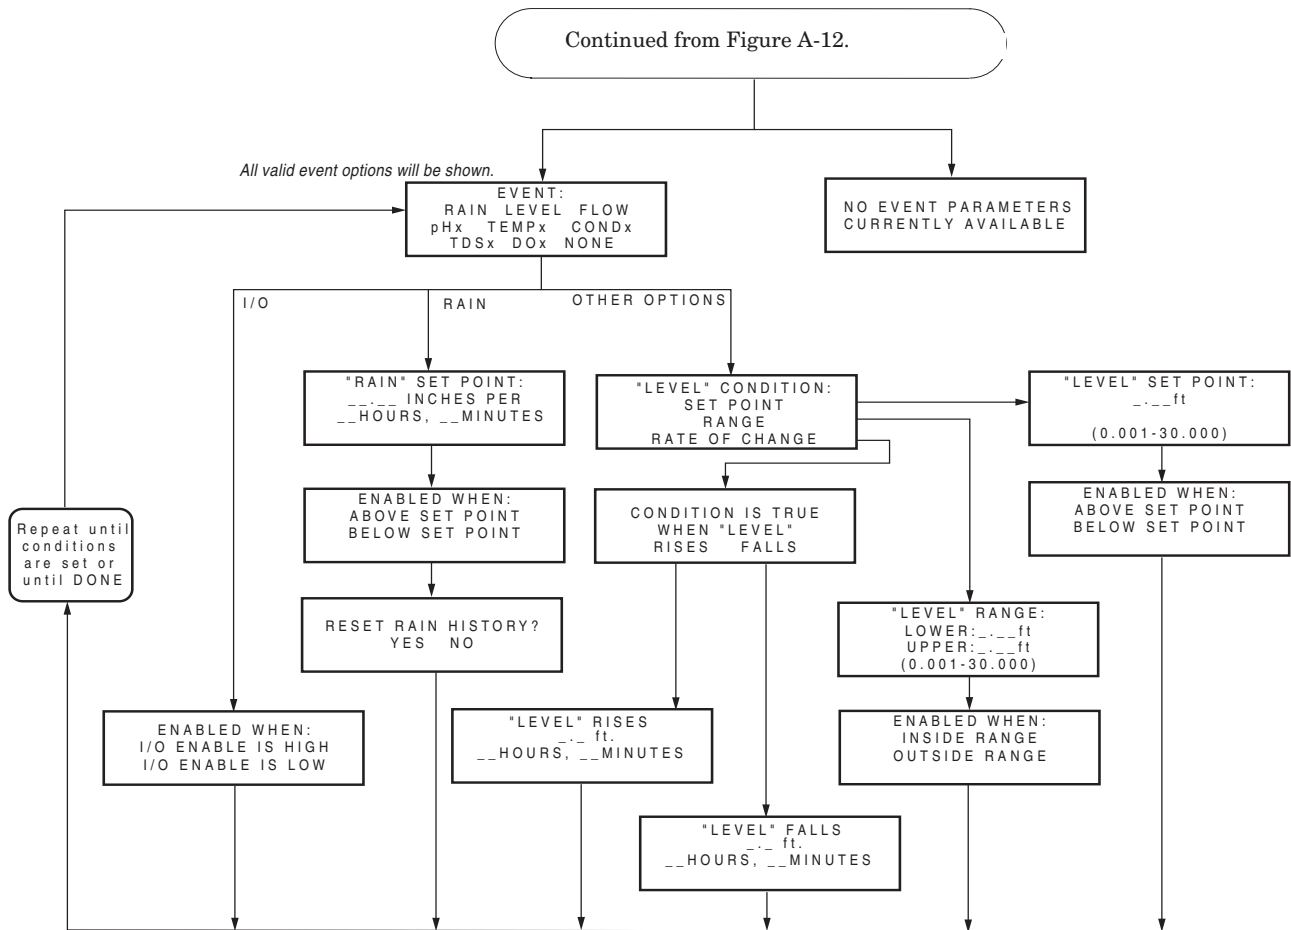 Continued from Figure A-12.
All valid event options will be shown.
EVENT:
RAIN LEVEL FLOW
pHx TEMPx CONDx
TDSx DOx NONE
NO EVENT PARAMETERS
CURRENTLY AVAILABLE
I/O
RAIN
OTHER OPTIONS
"RAIN" SET POINT:
__.__ INCHES PER
__HOURS, __MINUTES
"LEVEL" CONDITION:
SET POINT
RANGE
RATE OF CHANGE
"LEVEL" SET POINT:
_.__ft
(0.001-30.000)
ENABLED WHEN:
ABOVE SET POINT
BELOW SET POINT
CONDITION IS TRUE
WHEN "LEVEL"
RISES FALLS
ENABLED WHEN:
ABOVE SET POINT
BELOW SET POINT
Repeat until
conditions
are set or
until DONE
RESET RAIN HISTORY?
YES NO
"LEVEL" RANGE:
LOWER:_.__ft
UPPER:_.__ft
(0.001-30.000)
ENABLED WHEN:
I/O ENABLE IS HIGH
I/O ENABLE IS LOW
"LEVEL" RISES
_._ ft.
__HOURS, __MINUTES
ENABLED WHEN:
INSIDE RANGE
OUTSIDE RANGE
"LEVEL" FALLS
_._ ft.
__HOURS, __MINUTES